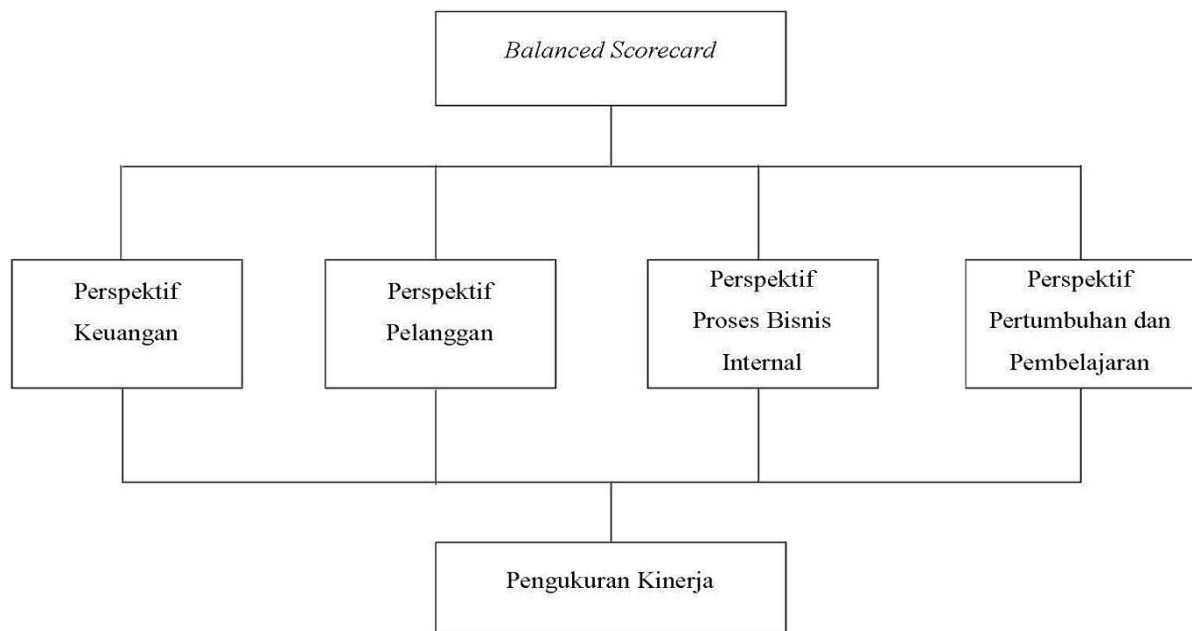 Balanced Scorecard
Perspektif
Keuangan
Perspektif
Pelanggan
Perspektif
Proses Bisnis
Internal
Perspektif
Pertumbuhan dan
Pembelajaran
Pengukuran Kinerja